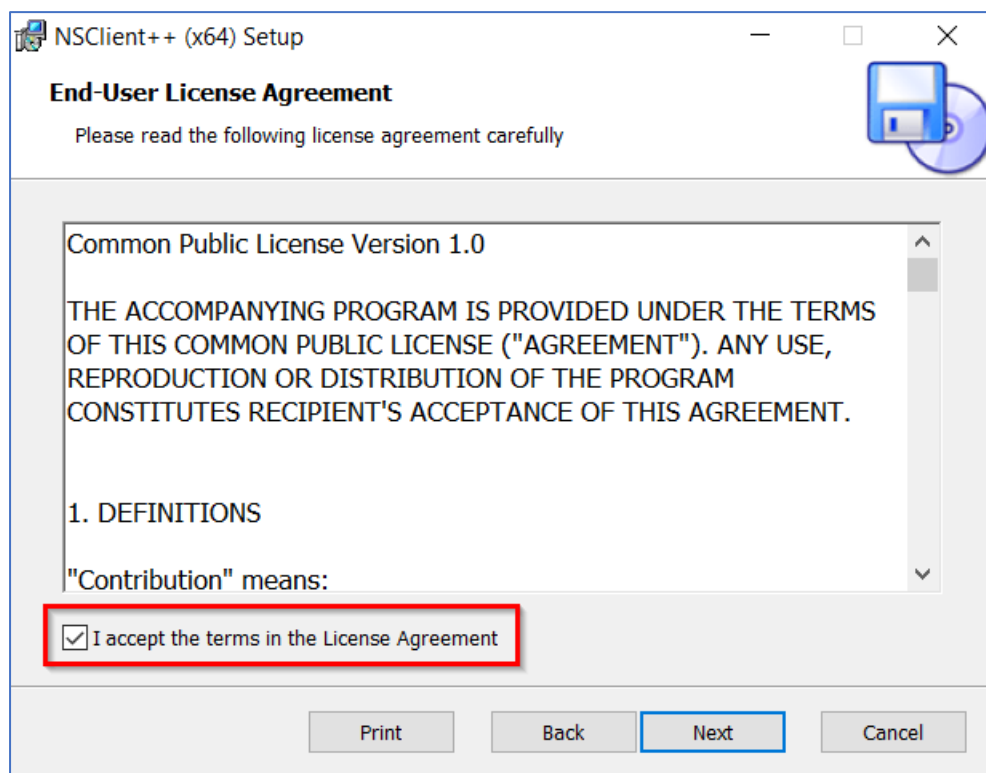 NSClient++ (x64) Setup
End-User License Agreement
Please read the following license agreement carefully
Common Public License Version 1.0
THE ACCOMPANYING PROGRAM IS PROVIDED UNDER THE TERMS
OF THIS COMMON PUBLIC LICENSE ("AGREEMENT"). ANY USE,
REPRODUCTION OR DISTRIBUTION OF THE PROGRAM
CONSTITUTES RECIPIENT'S ACCEPTANCE OF THIS AGREEMENT.
1. DEFINITIONS
"Contribution" means:
I accept the terms in the License Agreement
Print Back Next Cancel